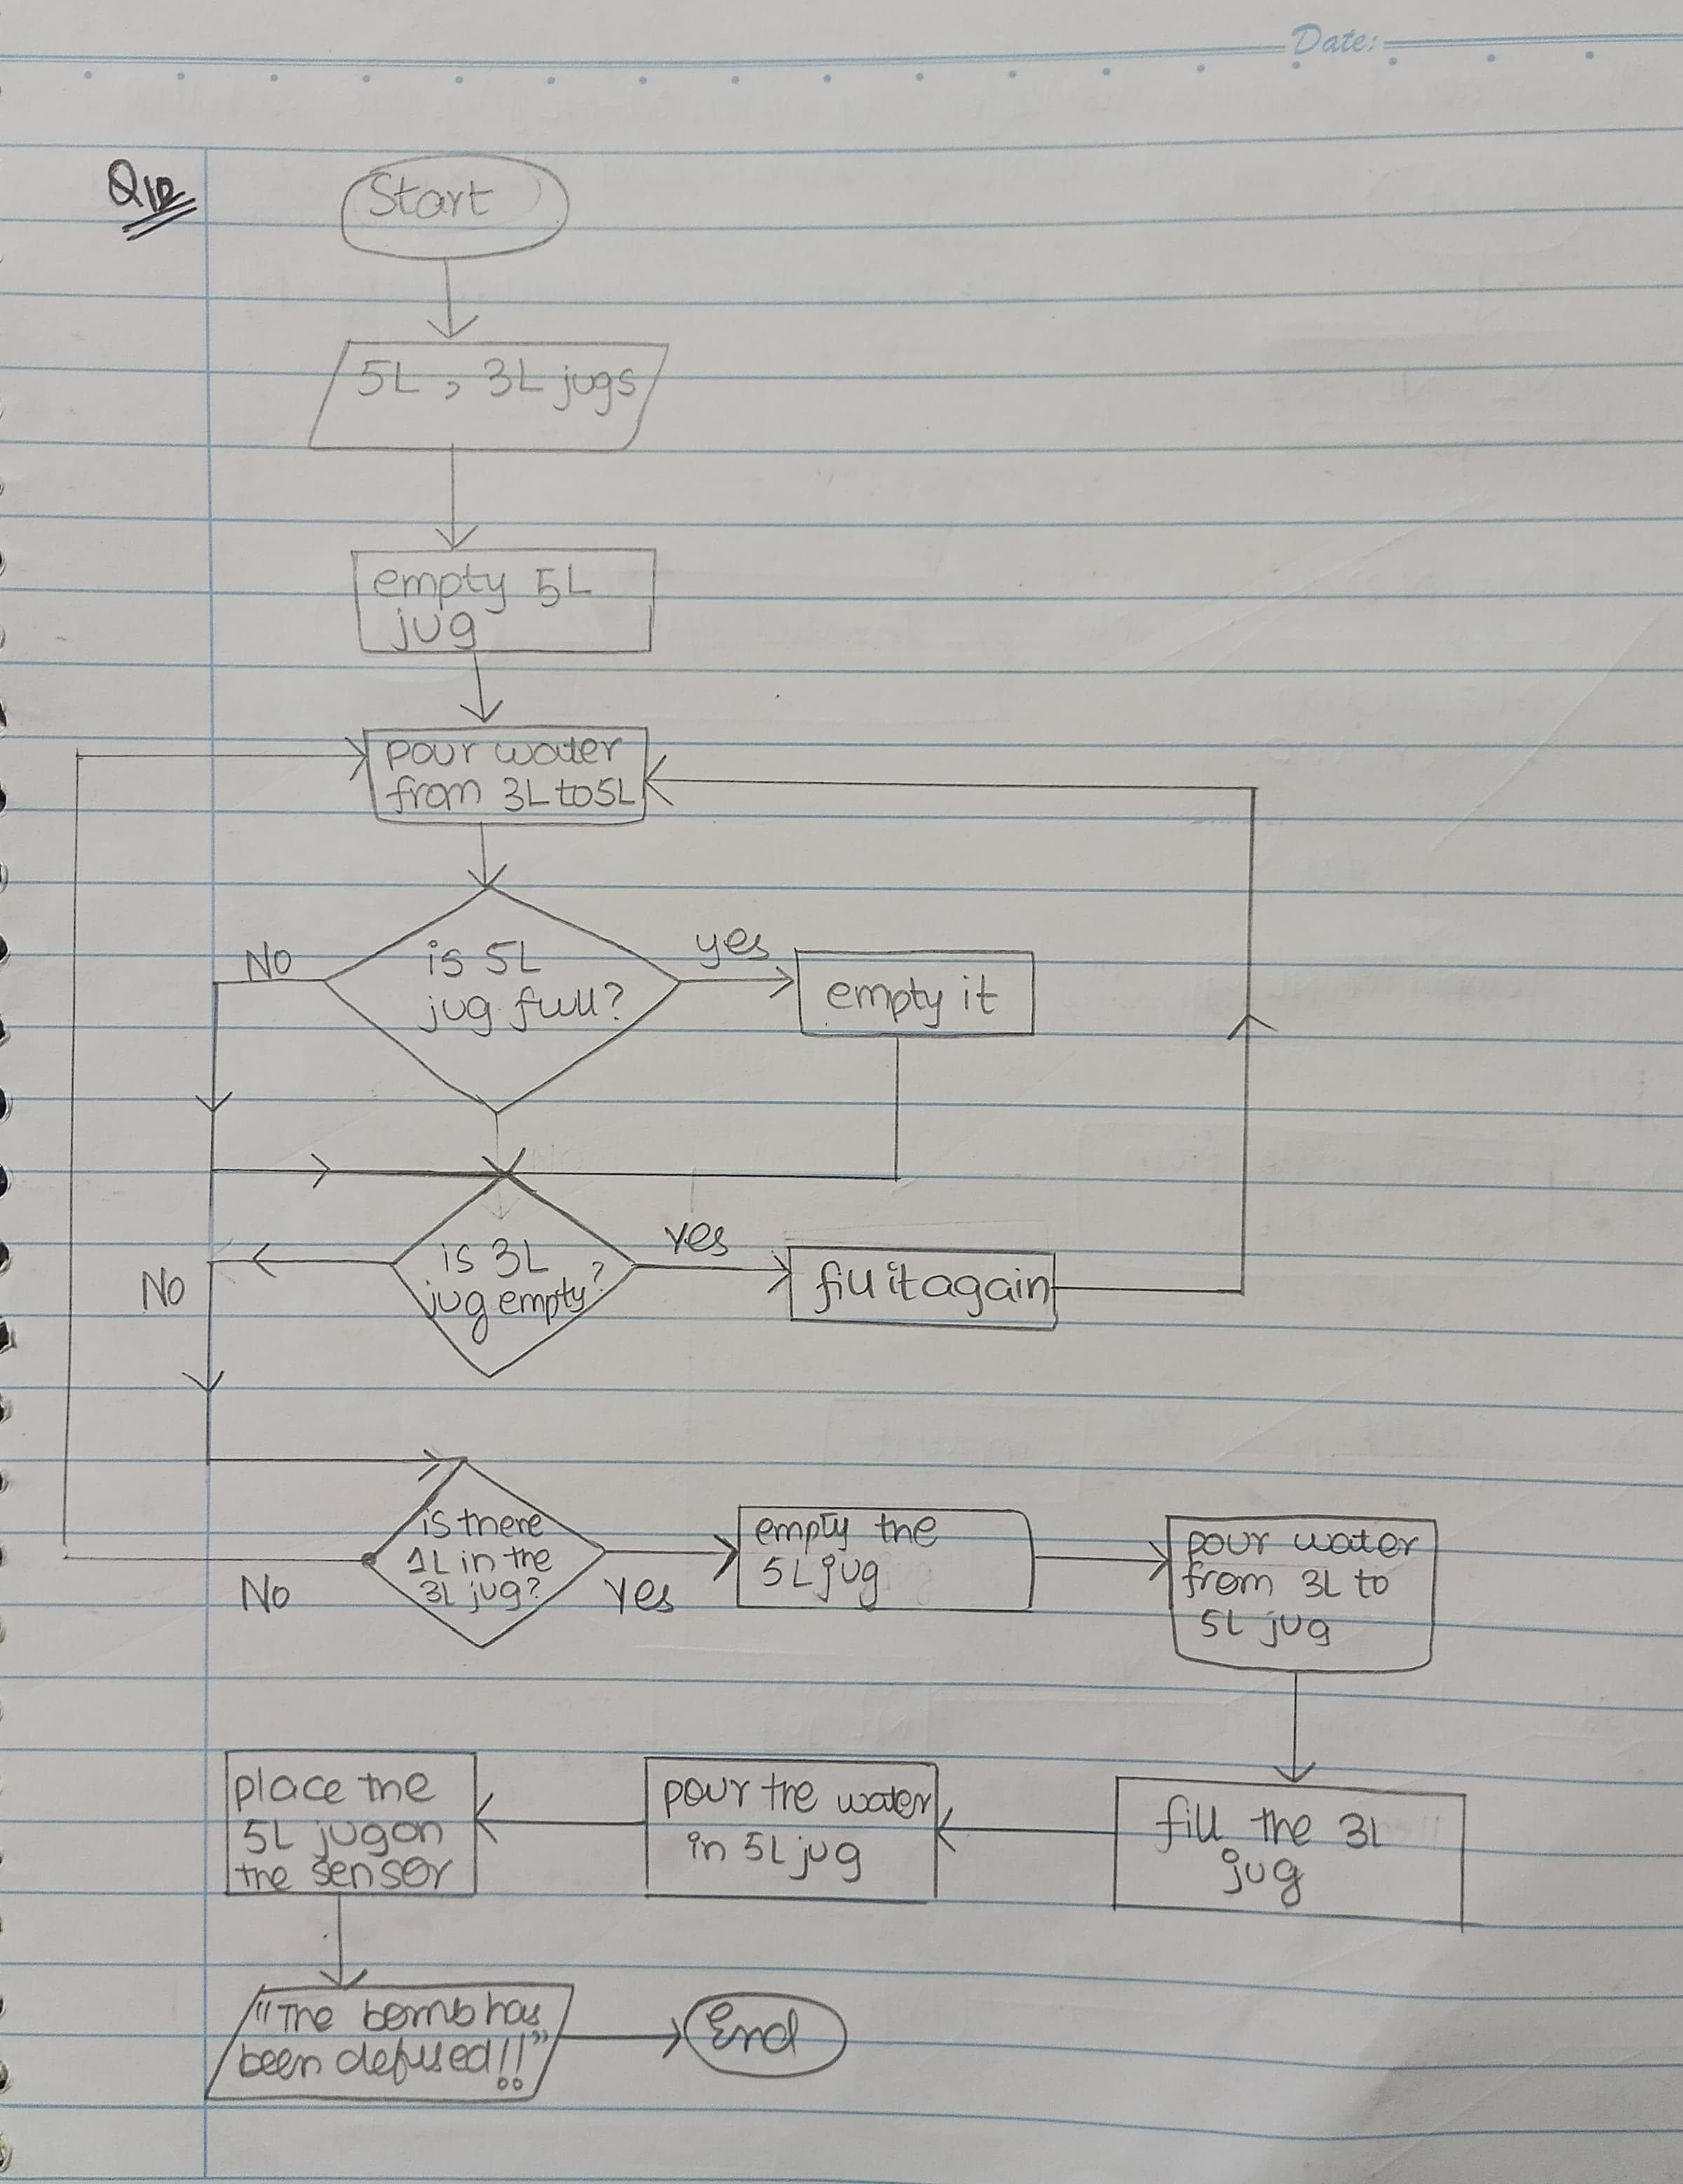 Date:
Start
5L, 3L jugs
empty 5L
jug
pour water
from 3L to 5L
is 5L
jug full?
No
yes
empty it
is 3L
jug empty?
yes
fill it again
No
is there
1L in the
3L jug?
No
yes
empty the
5L jug
pour water
from 3L to
5L jug
fill the 3L
jug
pour the water
in 5L jug
place the
5L jug on
the sensor
"The bomb has
been defused!!"
End